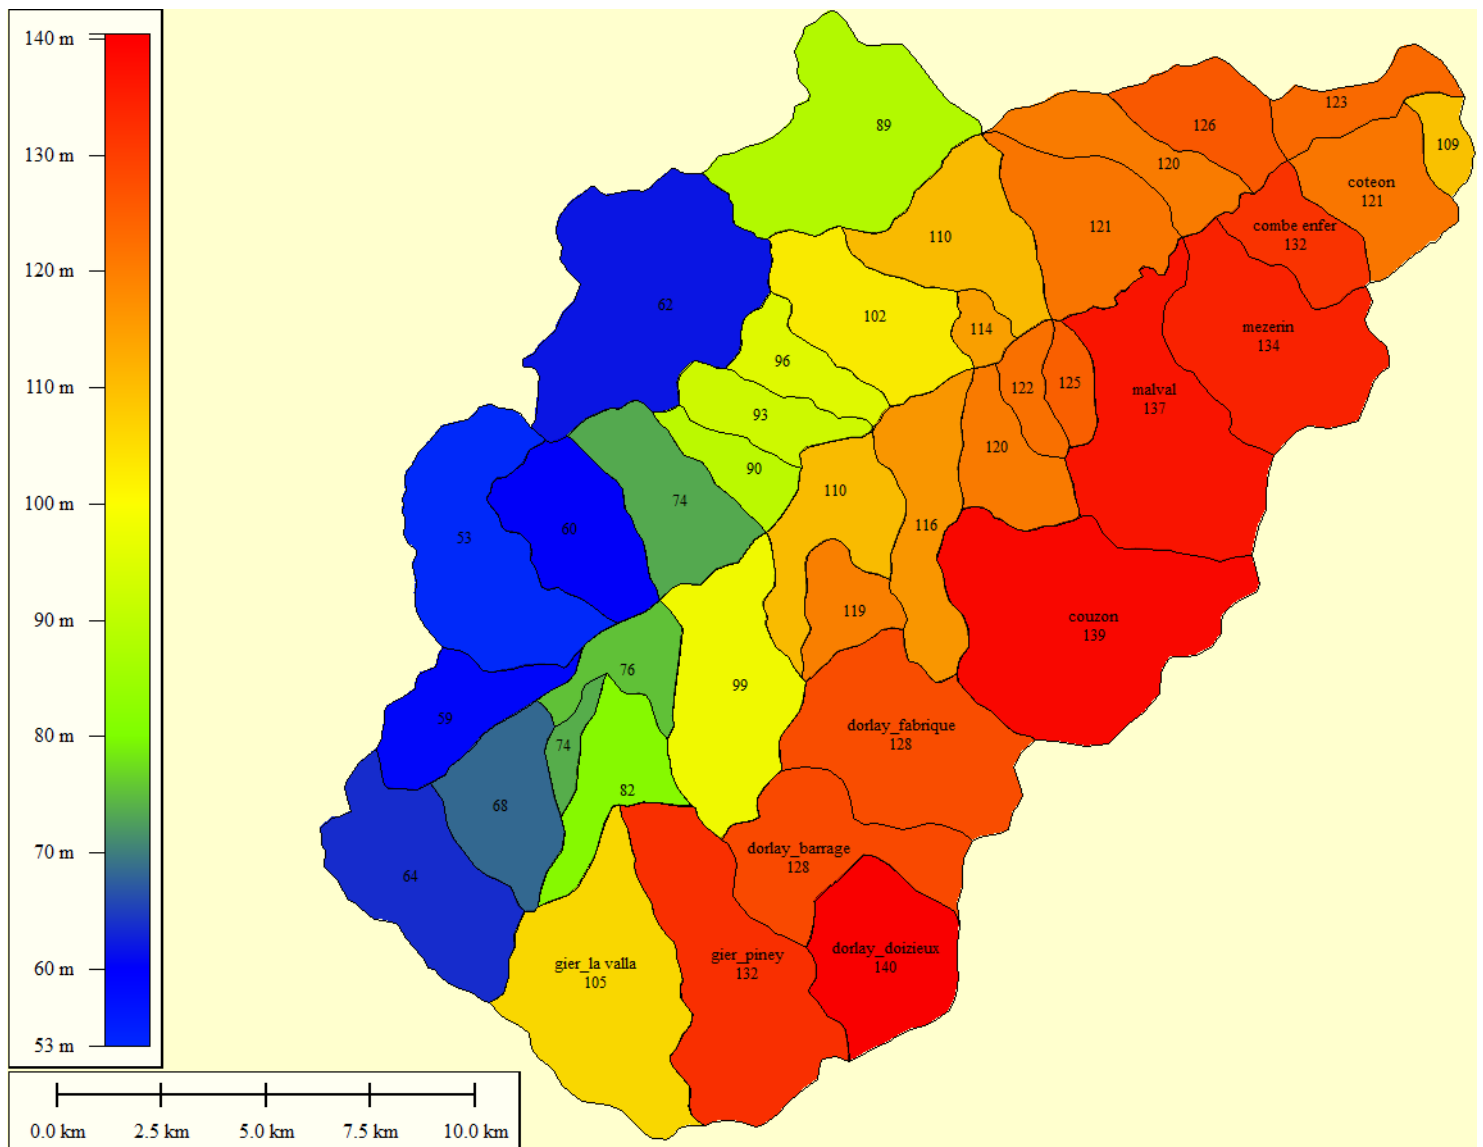 140 m
130 m
120 m
110 m
100 m
90 m
80 m
70 m
60 m
53 m
0.0 km 2.5 km 5.0 km 7.5 km 10.0 km
89
126
123
109
120
coteon
121
combe enfer
132
110
121
62
102
114
mezerin
134
96
122
125
malval
137
93
90
120
74
110
116
53
60
119
couzon
139
76
99
59
dorlay_fabrique
128
74
82
68
dorlay_barrage
128
64
gier_la valla
105
gier_piney
132
dorlay_doizieux
140